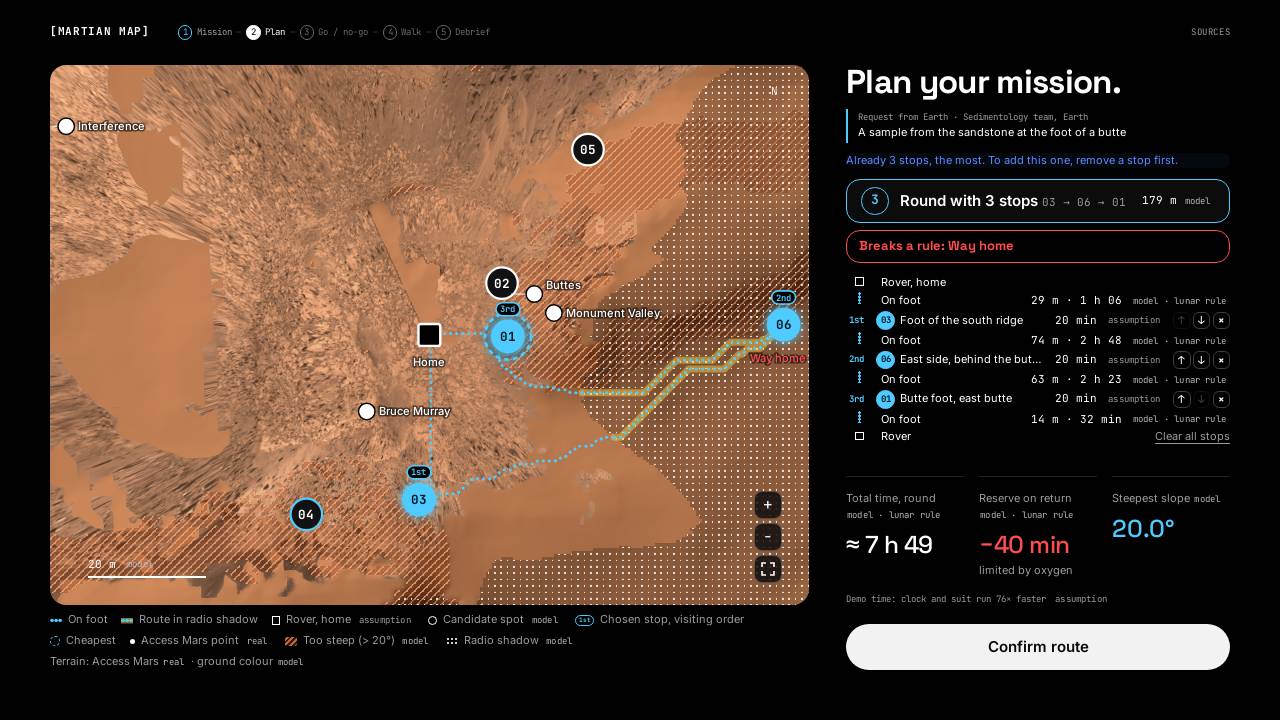 [MARTIAN MAP]
1 Mission – 2 Plan – 3 Go / no-go – 4 Walk – 5 Debrief
SOURCES
N
Interference
05
02
Buttes
3rd
01
Monument Valley,
2nd
06
Way home
Home
Bruce Murray
1st
03
04
20 m model
+
−
On foot
Route in radio shadow
Rover, home assumption
Candidate spot model
1st Chosen stop, visiting order
Cheapest
Access Mars point real
Too steep (> 20°) model
Radio shadow model
Terrain: Access Mars real · ground colour model
Plan your mission.
Request from Earth · Sedimentology team, Earth
A sample from the sandstone at the foot of a butte
Already 3 stops, the most. To add this one, remove a stop first.
3 Round with 3 stops 03 → 06 → 01 179 m model
Breaks a rule: Way home
Rover, home
On foot 29 m · 1 h 06 model · lunar rule
1st 03 Foot of the south ridge 20 min assumption ↑ ↓ ×
On foot 74 m · 2 h 48 model · lunar rule
2nd 06 East side, behind the but... 20 min assumption ↑ ↓ ×
On foot 63 m · 2 h 23 model · lunar rule
3rd 01 Butte foot, east butte 20 min assumption ↑ ↓ ×
On foot 14 m · 32 min model · lunar rule
Rover Clear all stops
Total time, round
model · lunar rule
≈ 7 h 49
Reserve on return
model · lunar rule
−40 min
limited by oxygen
Steepest slope model
20.0°
Demo time: clock and suit run 76× faster assumption
Confirm route